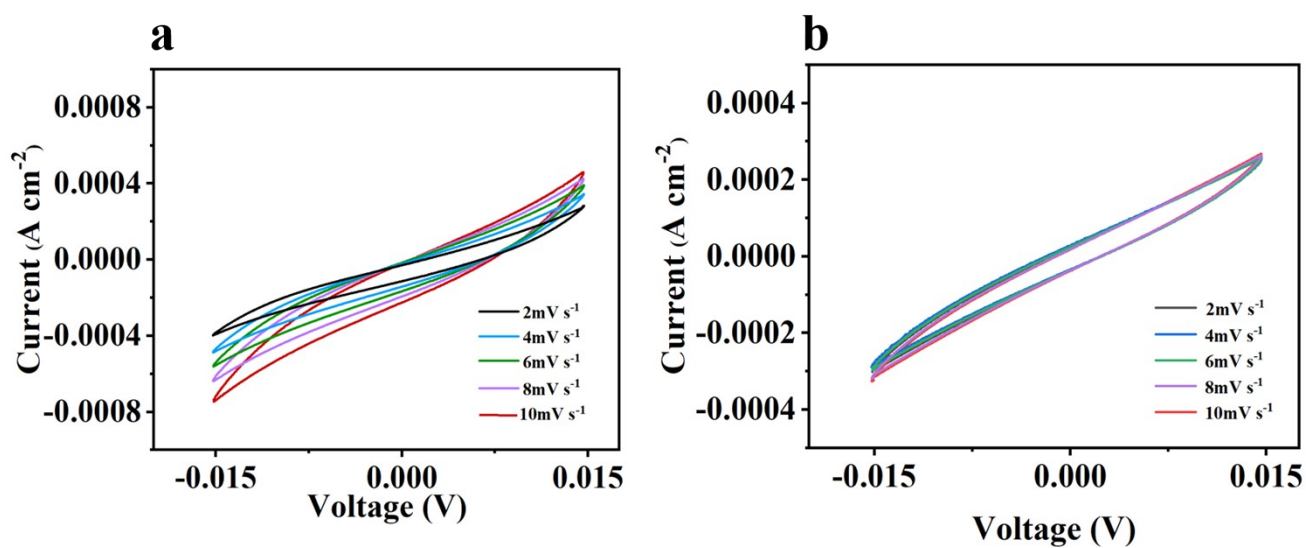 a
0.0008
0.0004
0.0000
-0.0004
-0.0008
Current (A cm-2)
2mV s-1
4mV s-1
6mV s-1
8mV s-1
10mV s-1
-0.015
0.000
0.015
Voltage (V)
b
0.0004
0.0002
0.0000
-0.0002
-0.0004
Current (A cm-2)
2mV s-1
4mV s-1
6mV s-1
8mV s-1
10mV s-1
-0.015
0.000
0.015
Voltage (V)